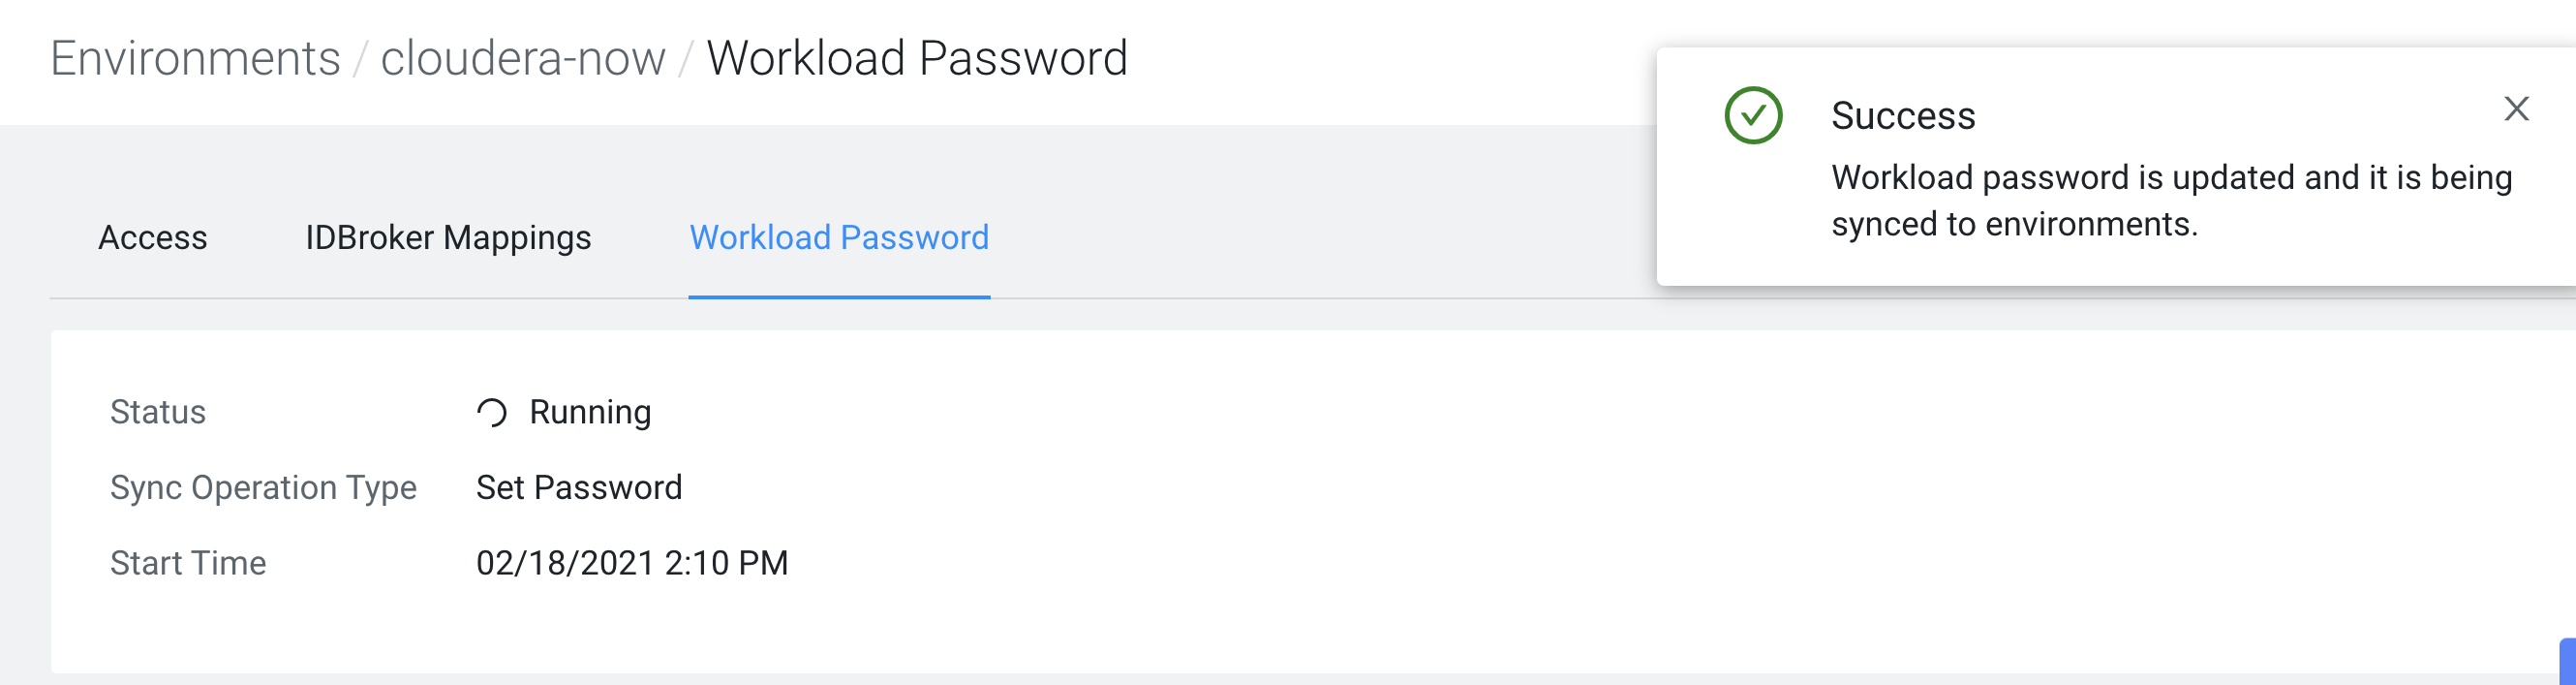 Environments / cloudera-now / Workload Password
Success
Workload password is updated and it is being
synced to environments.
Access IDBroker Mappings Workload Password
Status Running
Sync Operation Type Set Password
Start Time 02/18/2021 2:10 PM